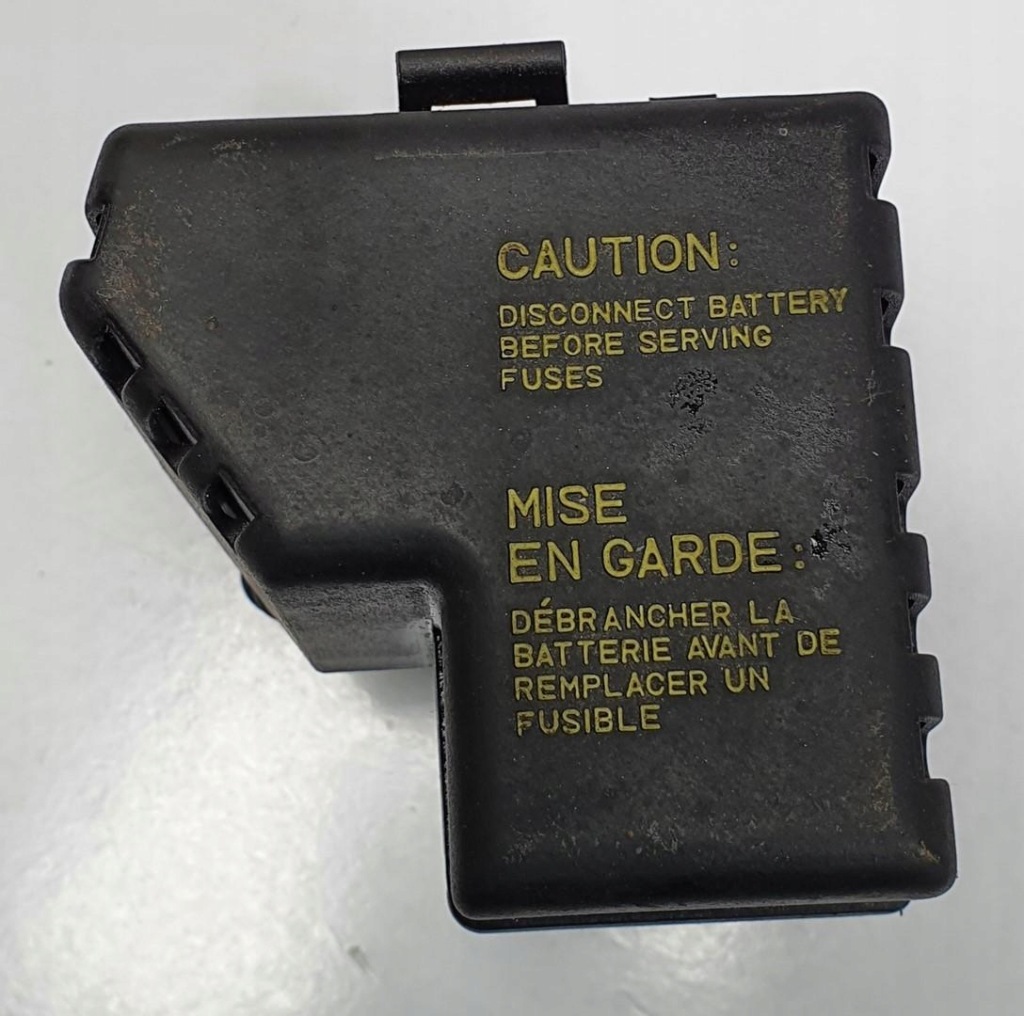 CAUTION:
DISCONNECT BATTERY
BEFORE SERVING
FUSES
MISE
EN GARDE:
DÉBRANCHER LA
BATTERIE AVANT DE
REMPLACER UN
FUSIBLE